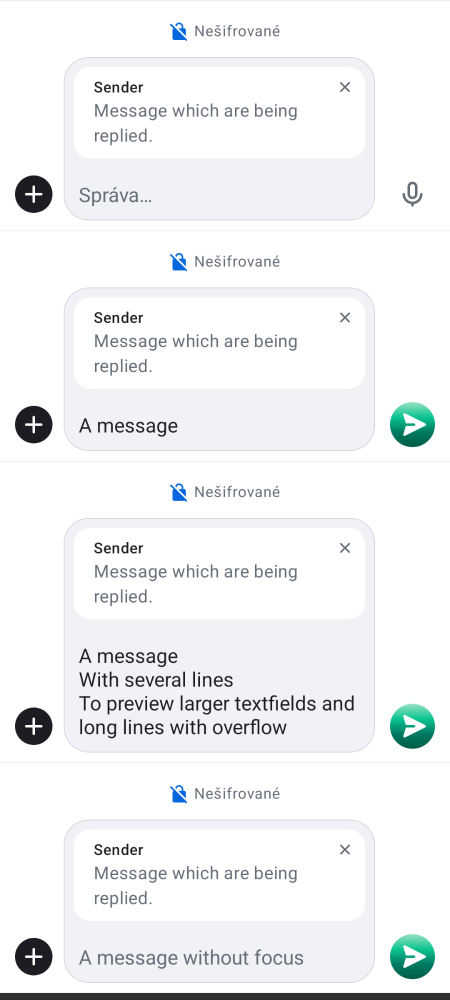 Nešifrované
Sender
Message which are being
replied.
Správa…
Nešifrované
Sender
Message which are being
replied.
A message
Nešifrované
Sender
Message which are being
replied.
A message
With several lines
To preview larger textfields and
long lines with overflow
Nešifrované
Sender
Message which are being
replied.
A message without focus